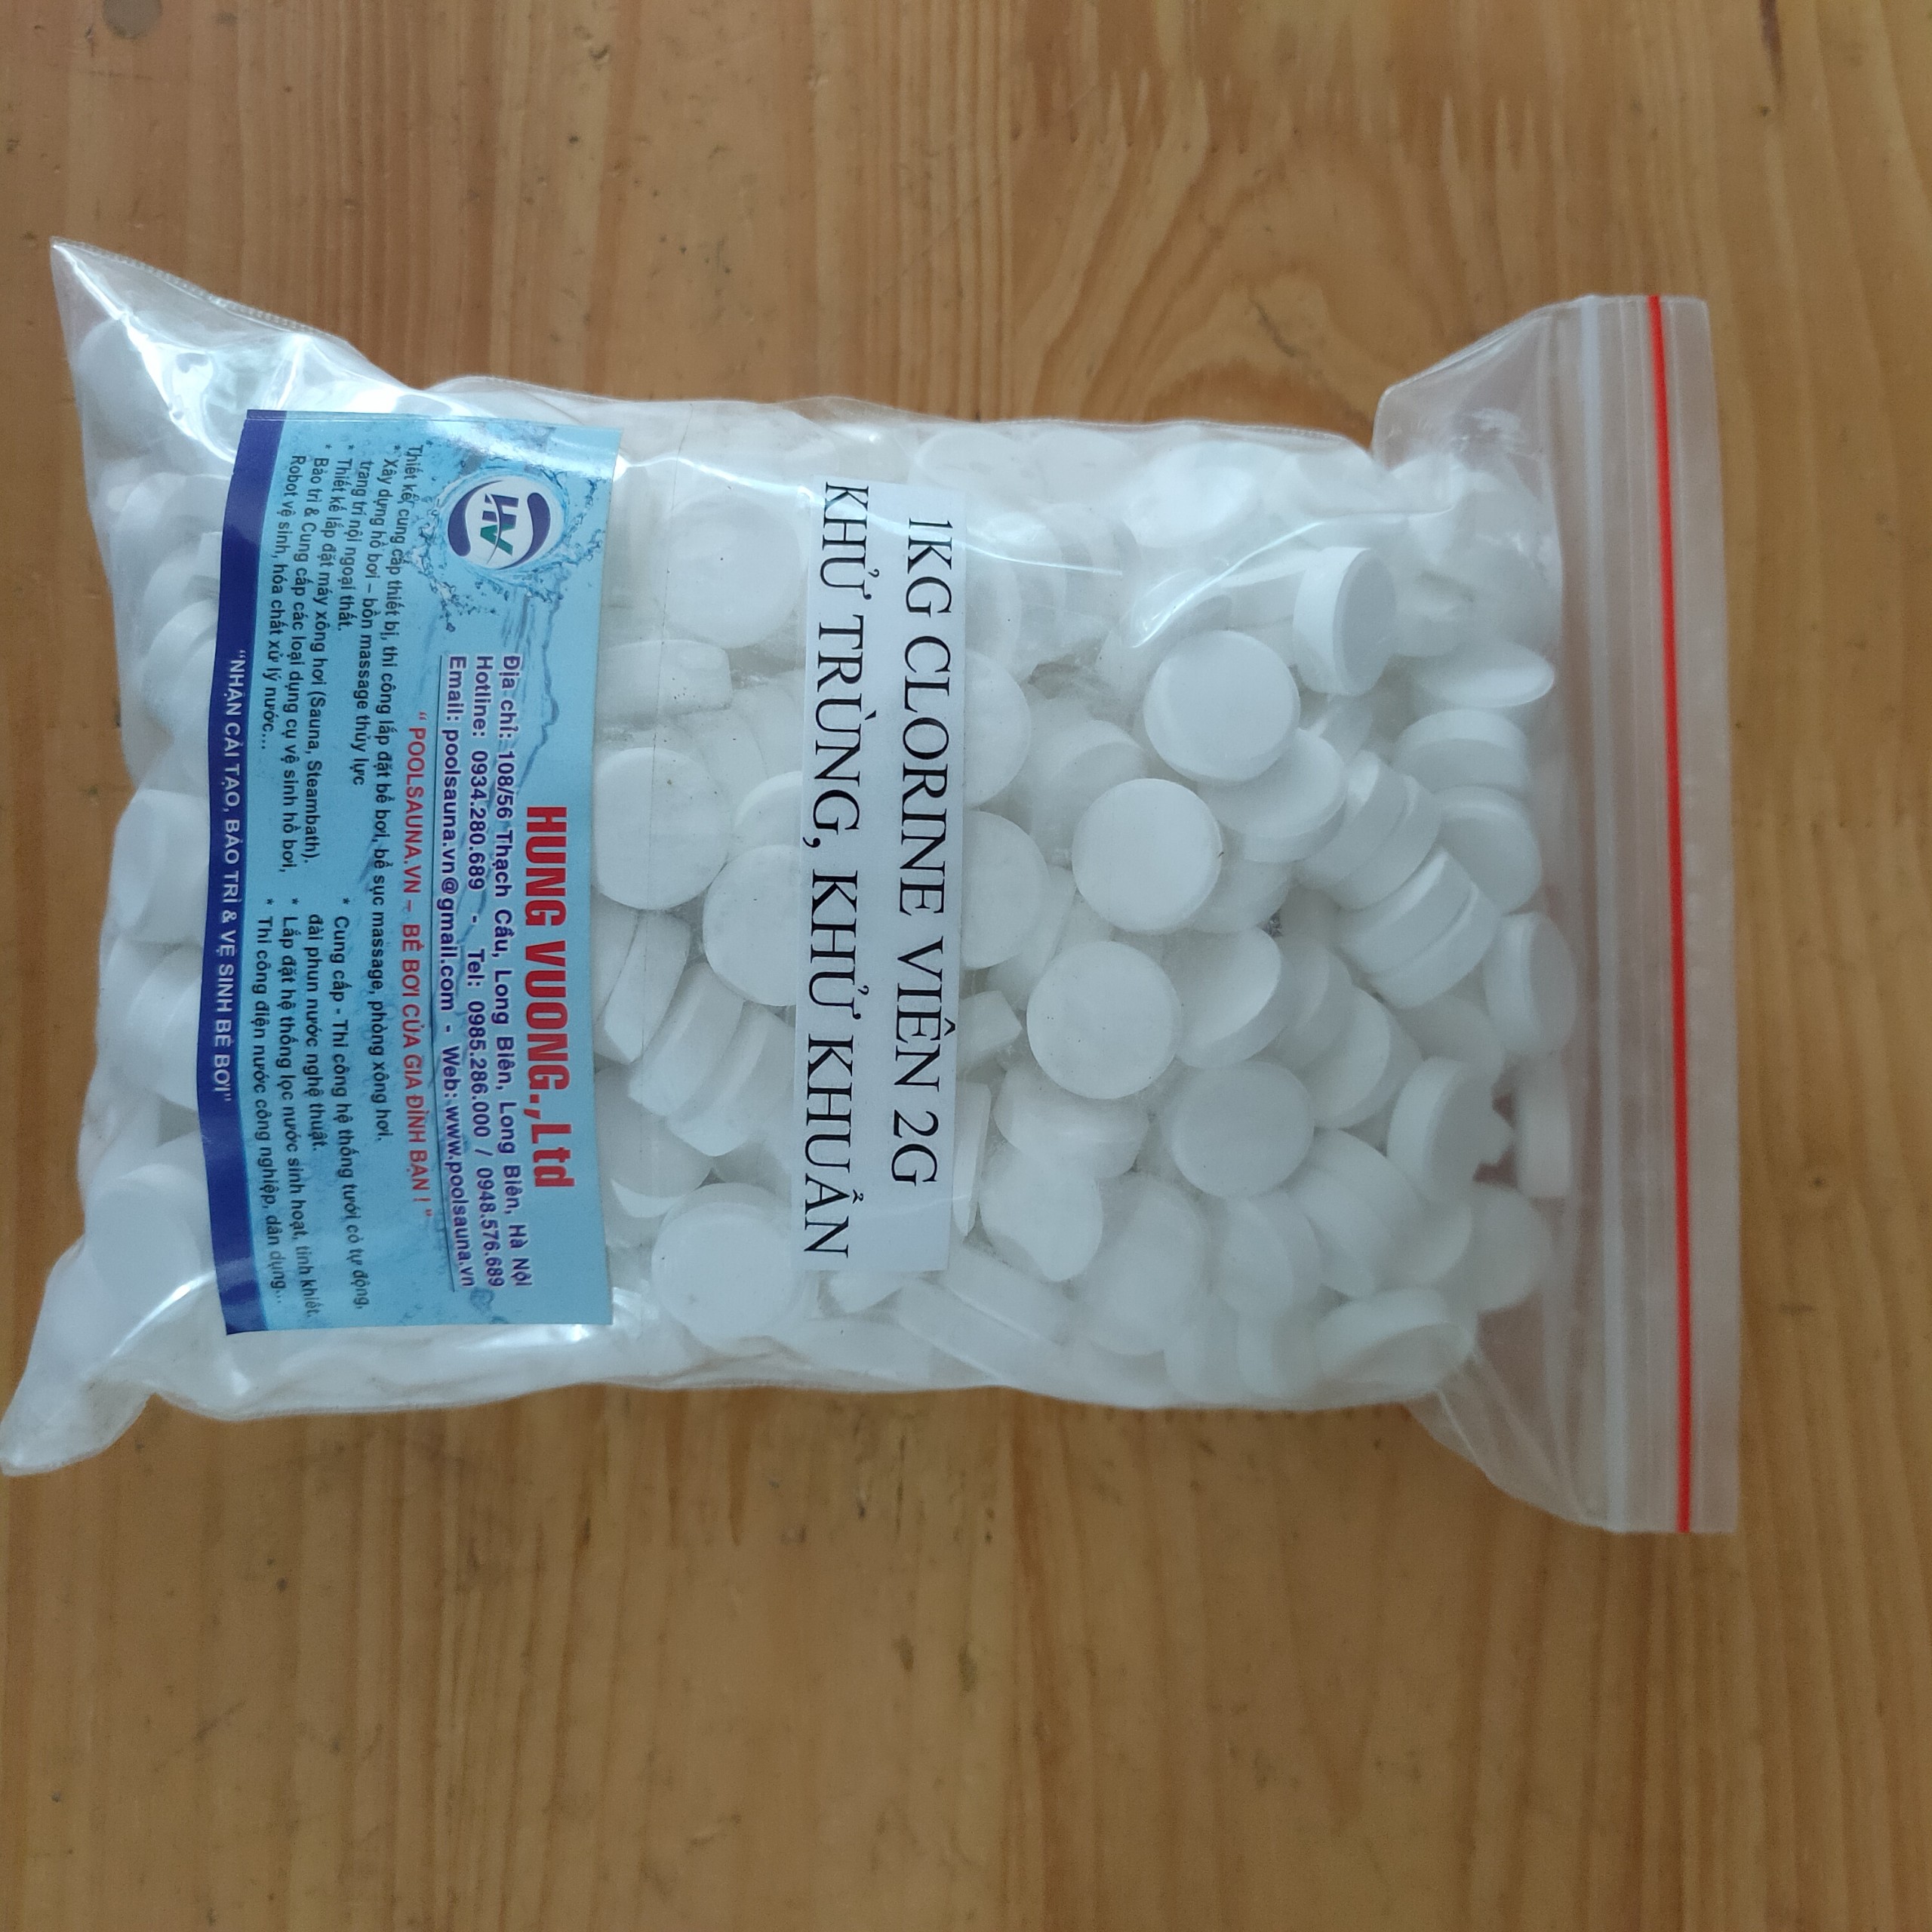 1KG CLORINE VIÊN 2G
KHỬ TRÙNG, KHỬ KHUẨN
HV
HUNG VUONG.,Ltd
Địa chỉ: 108/56 Thạch Cầu, Long Biên, Long Biên, Hà Nội
Hotline: 0934.280.689 - Tel: 0985.286.000 / 0948.576.689
Email: poolsauna.vn@gmail.com - Web: www.poolsauna.vn
“ POOLSAUNA.VN – BỂ BƠI CỦA GIA ĐÌNH BẠN ! “
Thiết kế, cung cấp thiết bị, thi công lắp đặt bể bơi, bể sục massage, phòng xông hơi.
* Xây dựng hồ bơi – bồn massage thủy lực
trang trí nội ngoại thất.
* Thiết kế lắp đặt máy xông hơi (Sauna, Steambath).
* Bảo trì & Cung cấp các loại dụng cụ vệ sinh hồ bơi,
Robot vệ sinh, hóa chất xử lý nước...
* Cung cấp - Thi công hệ thống tưới cỏ tự động,
đài phun nước nghệ thuật.
* Lắp đặt hệ thống lọc nước sinh hoạt, tinh khiết.
* Thi công điện nước công nghiệp, dân dụng...
“NHẬN CẢI TẠO, BẢO TRÌ & VỆ SINH BỂ BƠI”